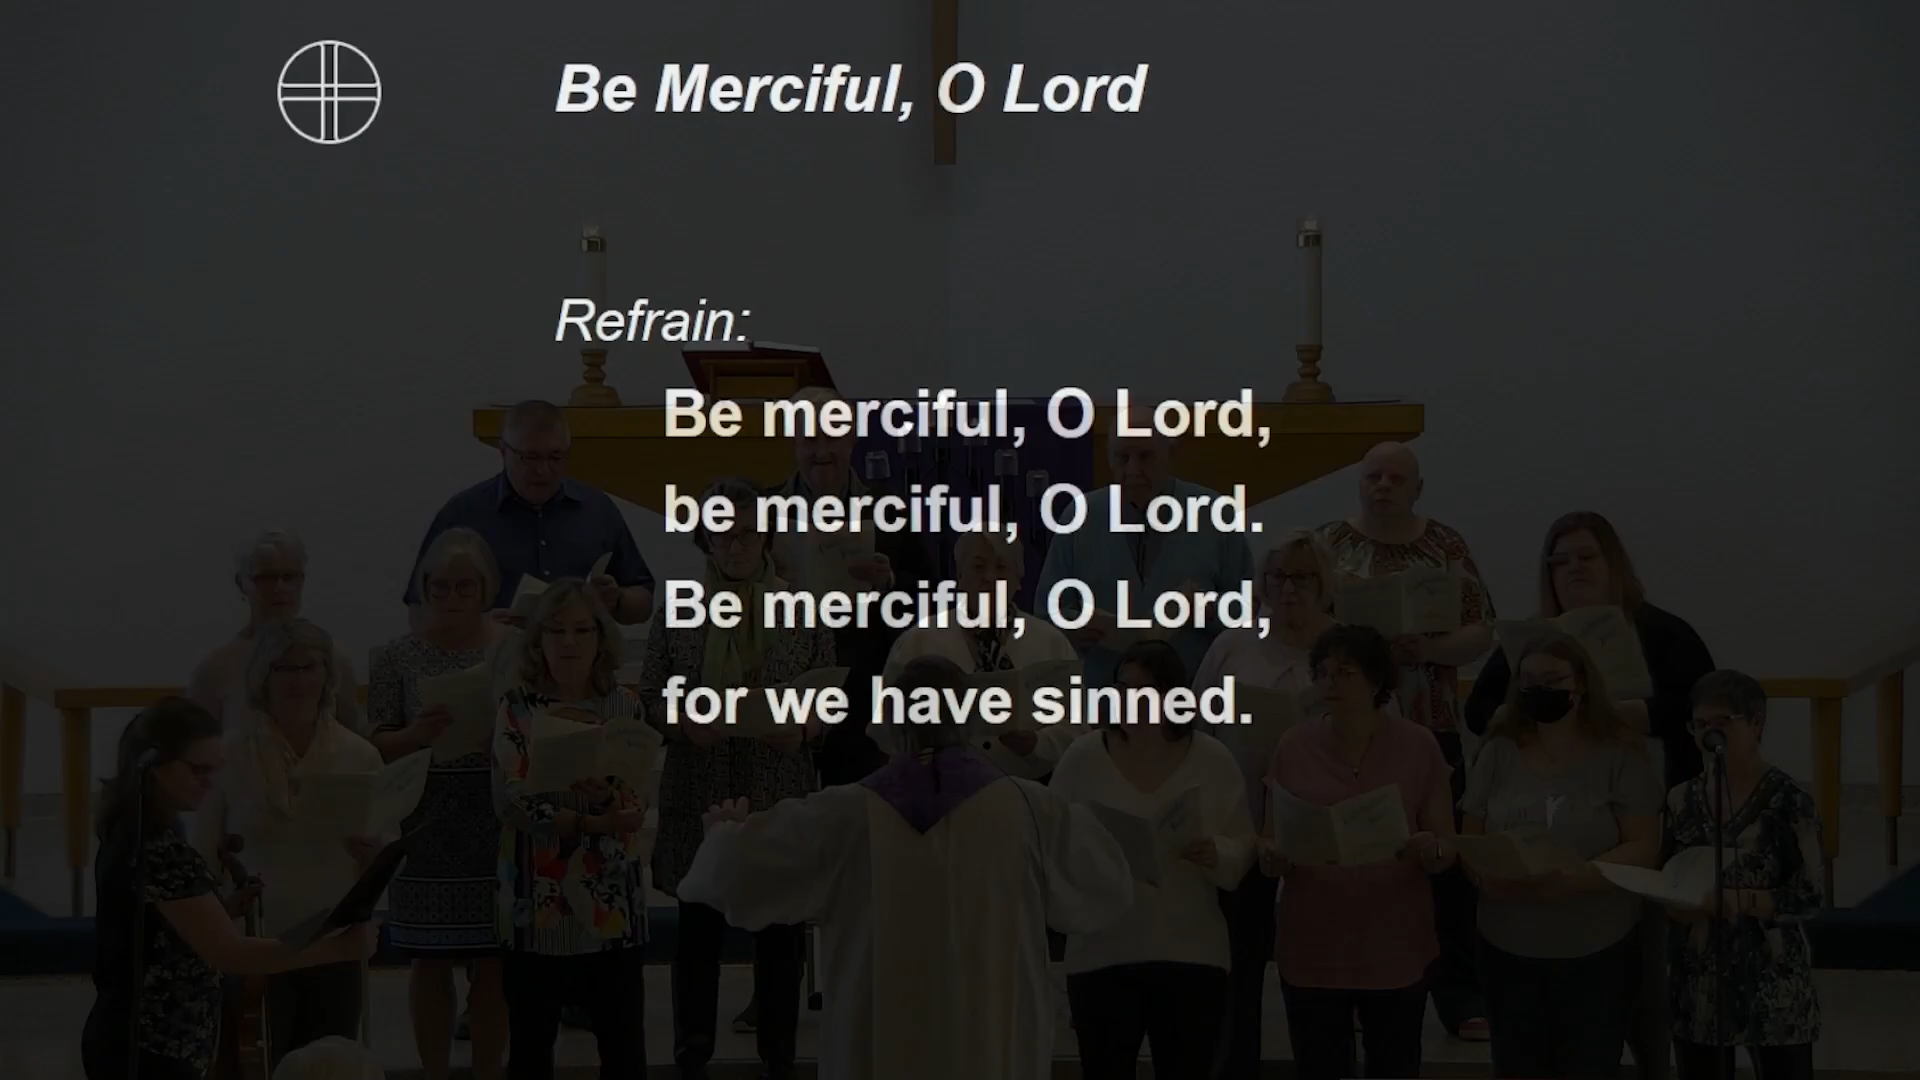 Be Merciful, O Lord
Refrain:
Be merciful, O Lord,
be merciful, O Lord.
Be merciful, O Lord,
for we have sinned.